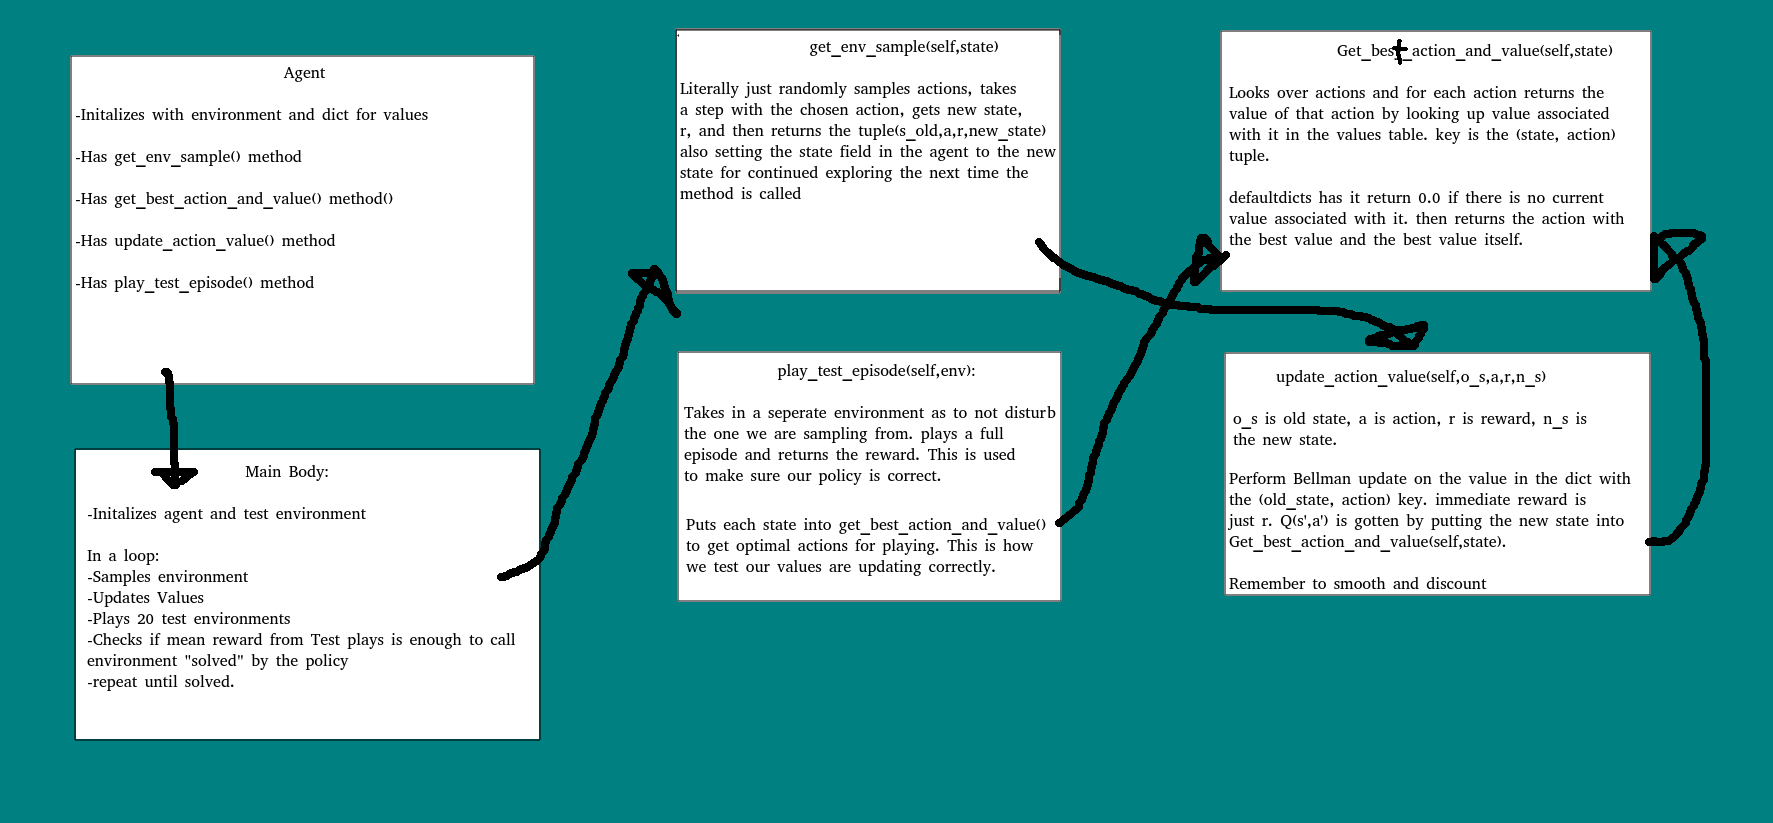 Agent
-Initalizes with environment and dict for values
-Has get_env_sample() method
-Has get_best_action_and_value() method()
-Has update_action_value() method
-Has play_test_episode() method
Main Body:
-Initalizes agent and test environment
In a loop:
-Samples environment
-Updates Values
-Plays 20 test environments
-Checks if mean reward from Test plays is enough to call
environment "solved" by the policy
-repeat until solved.
get_env_sample(self,state)
Literally just randomly samples actions, takes
a step with the chosen action, gets new state,
r, and then returns the tuple(s_old,a,r,new_state)
also setting the state field in the agent to the new
state for continued exploring the next time the
method is called
play_test_episode(self,env):
Takes in a seperate environment as to not disturb
the one we are sampling from. plays a full
episode and returns the reward. This is used
to make sure our policy is correct.
Puts each state into get_best_action_and_value()
to get optimal actions for playing. This is how
we test our values are updating correctly.
Get_best_action_and_value(self,state)
Looks over actions and for each action returns the
value of that action by looking up value associated
with it in the values table. key is the (state, action)
tuple.
defaultdicts has it return 0.0 if there is no current
value associated with it. then returns the action with
the best value and the best value itself.
update_action_value(self,o_s,a,r,n_s)
o_s is old state, a is action, r is reward, n_s is
the new state.
Perform Bellman update on the value in the dict with
the (old_state, action) key. immediate reward is
just r. Q(s',a') is gotten by putting the new state into
Get_best_action_and_value(self,state).
Remember to smooth and discount